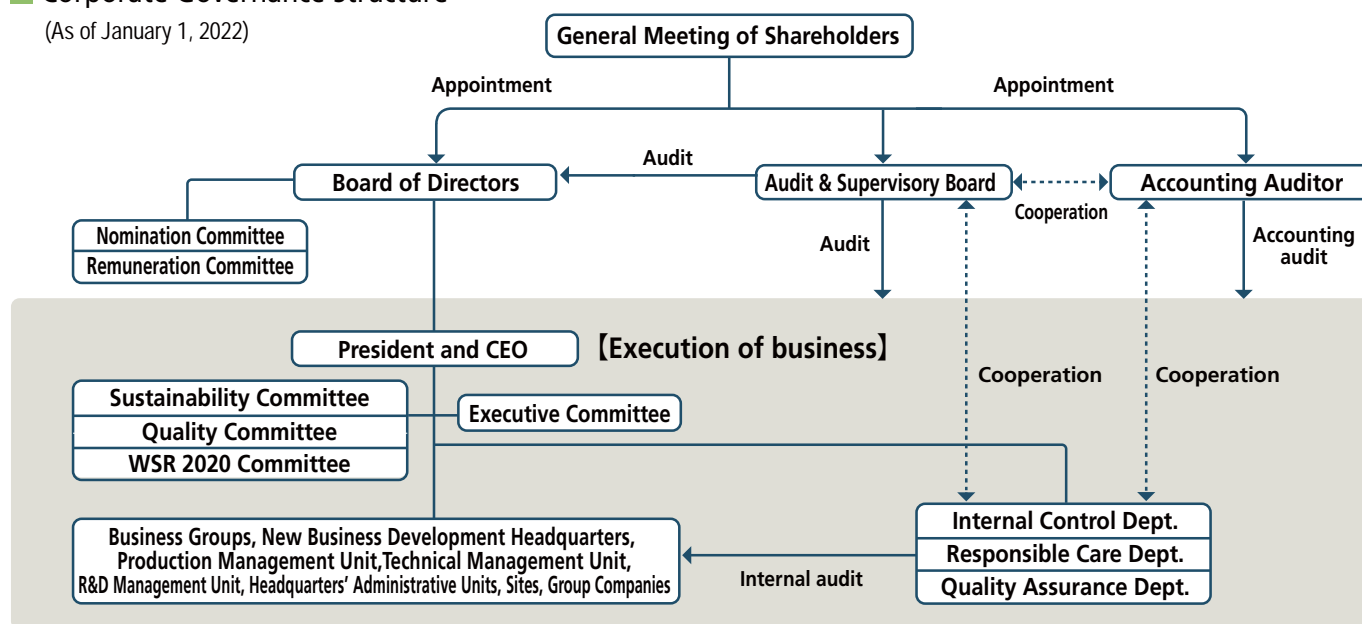 Corporate Governance Structure
(As of January 1, 2022)
General Meeting of Shareholders
Appointment
Appointment
Board of Directors
Audit
Audit & Supervisory Board
Cooperation
Accounting Auditor
Nomination Committee
Remuneration Committee
Audit
Accounting
audit
President and CEO
【Execution of business】
Sustainability Committee
Quality Committee
WSR 2020 Committee
Executive Committee
Cooperation
Cooperation
Business Groups, New Business Development Headquarters,
Production Management Unit,Technical Management Unit,
R&D Management Unit, Headquarters’ Administrative Units, Sites, Group Companies
Internal audit
Internal Control Dept.
Responsible Care Dept.
Quality Assurance Dept.